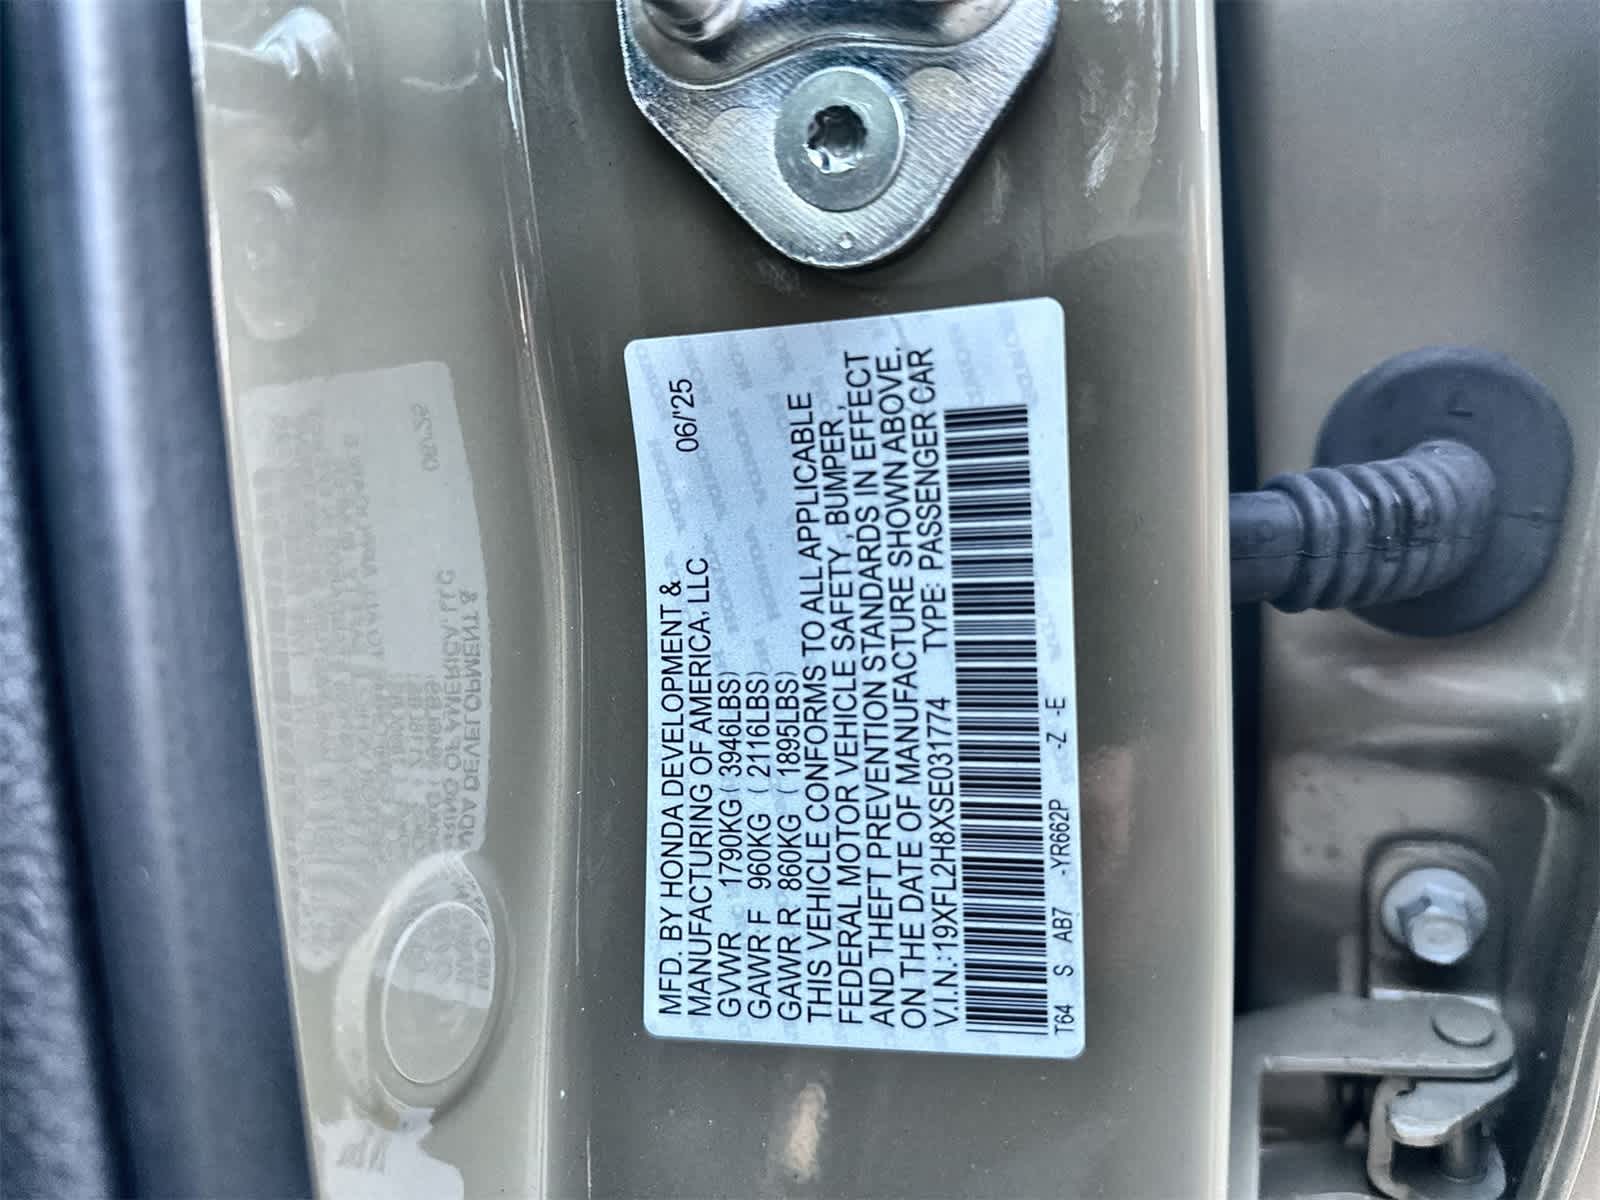 MFD. BY HONDA DEVELOPMENT &
MANUFACTURING OF AMERICA, LLC 06/'25
GVWR 1790KG ( 3946LBS)
GAWR F 960KG ( 2116LBS)
GAWR R 860KG ( 1895LBS)
THIS VEHICLE CONFORMS TO ALL APPLICABLE
FEDERAL MOTOR VEHICLE SAFETY, BUMPER,
AND THEFT PREVENTION STANDARDS IN EFFECT
ON THE DATE OF MANUFACTURE SHOWN ABOVE.
V.I.N.:19XFL2H8XSE031774 TYPE: PASSENGER CAR
T64 S AB7 -YR662P -Z -E